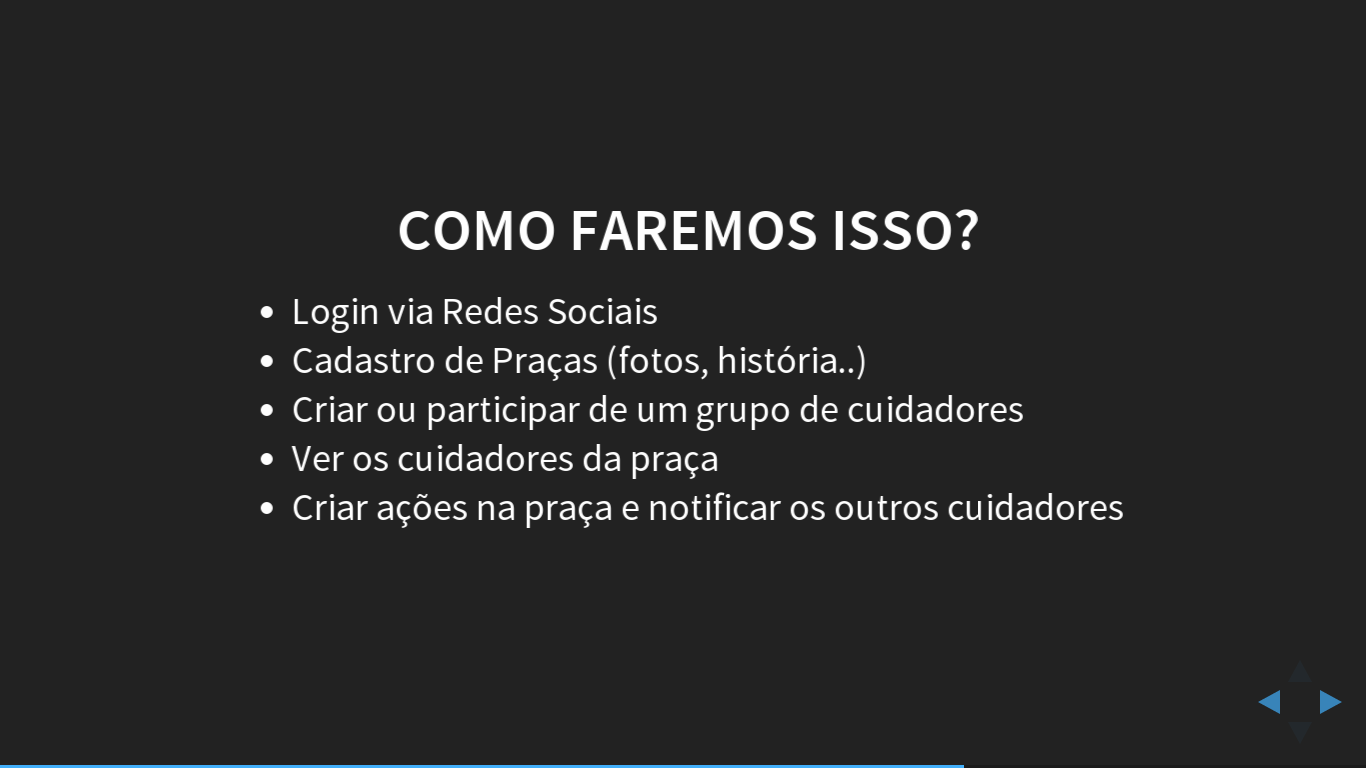 COMO FAREMOS ISSO?
• Login via Redes Sociais
• Cadastro de Praças (fotos, história..)
• Criar ou participar de um grupo de cuidadores
• Ver os cuidadores da praça
• Criar ações na praça e notificar os outros cuidadores